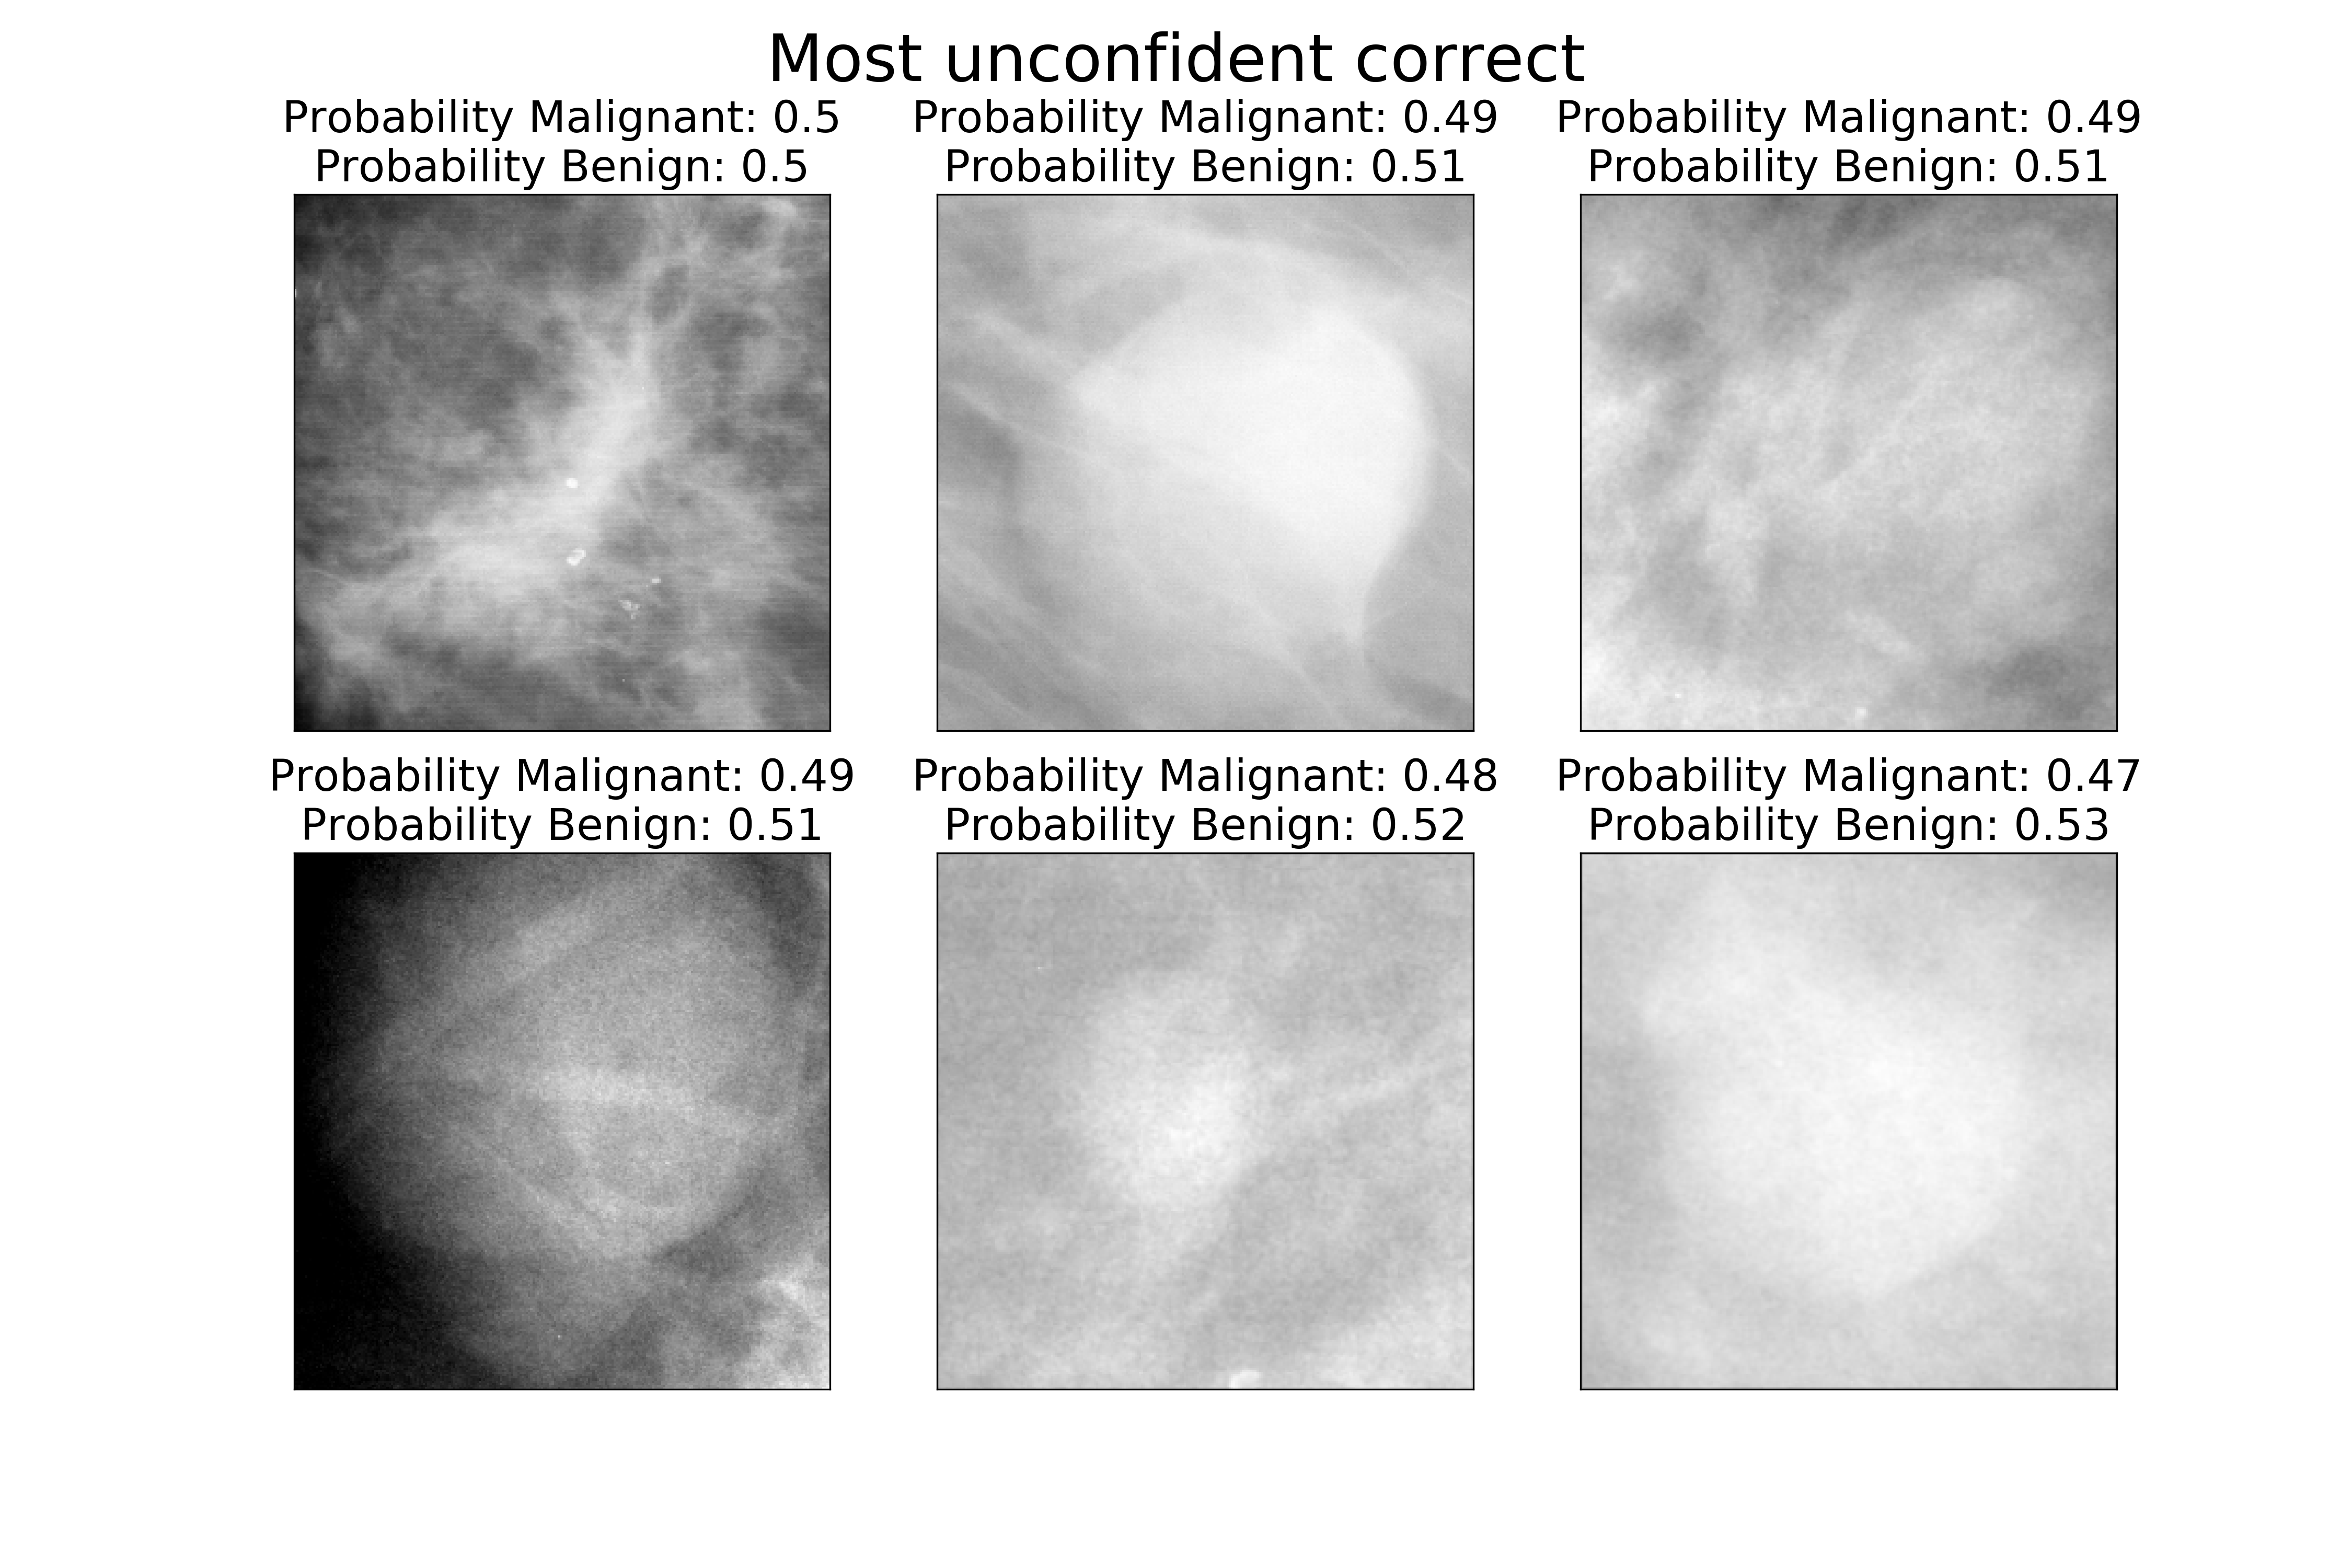 Most unconfident correct
Probability Malignant: 0.5
Probability Benign: 0.5
Probability Malignant: 0.49
Probability Benign: 0.51
Probability Malignant: 0.49
Probability Benign: 0.51
Probability Malignant: 0.49
Probability Benign: 0.51
Probability Malignant: 0.48
Probability Benign: 0.52
Probability Malignant: 0.47
Probability Benign: 0.53